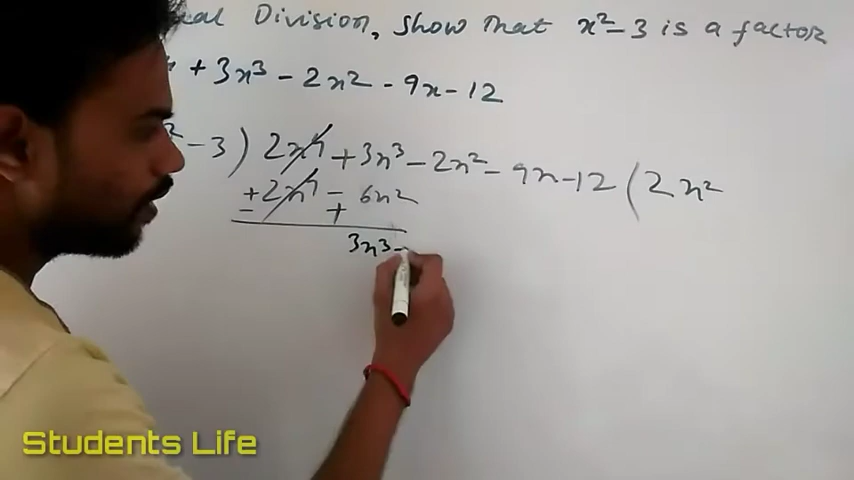 Division, show that x² - 3 is a factor
+ 3x³ - 2x² - 9x - 12
² - 3 ) 2x⁴ + 3x³ - 2x² - 9x - 12 ( 2x²
+ 2x⁴ - 6x²
- +
3x³ -
Students Life